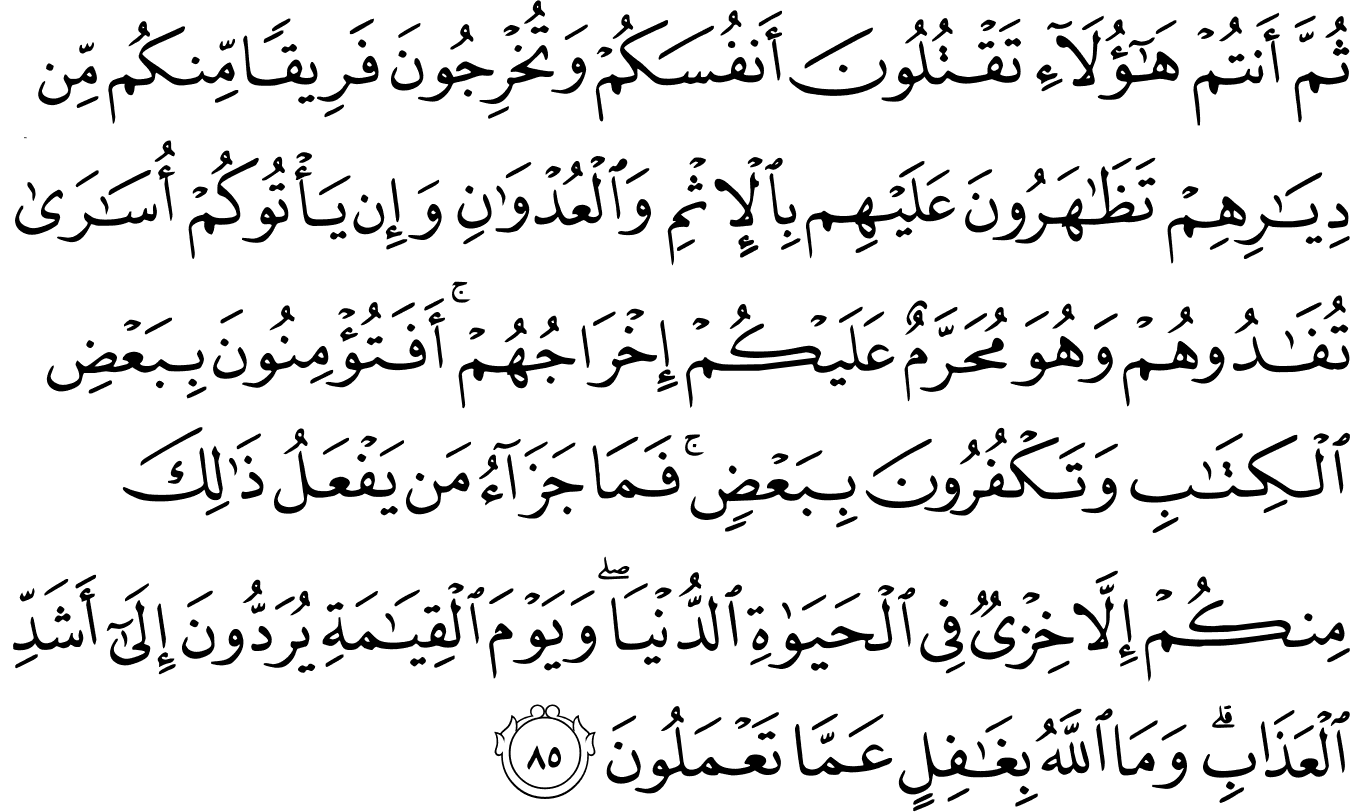 ثُمَّ أَنتُمْ هَـٰٓؤُلَآءِ تَقْتُلُونَ أَنفُسَكُمْ وَتُخْرِجُونَ فَرِيقًا مِّنكُم مِّن
دِيَـٰرِهِمْ تَظَـٰهَرُونَ عَلَيْهِم بِٱلْإِثْمِ وَٱلْعُدْوَٰنِ وَإِن يَأْتُوكُمْ أُسَـٰرَىٰ
تُفَـٰدُوهُمْ وَهُوَ مُحَرَّمٌ عَلَيْكُمْ إِخْرَاجُهُمْ ۚ أَفَتُؤْمِنُونَ بِبَعْضِ
ٱلْكِتَـٰبِ وَتَكْفُرُونَ بِبَعْضٍ ۚ فَمَا جَزَآءُ مَن يَفْعَلُ ذَٰلِكَ
مِنكُمْ إِلَّا خِزْىٌ فِى ٱلْحَيَوٰةِ ٱلدُّنْيَا ۖ وَيَوْمَ ٱلْقِيَـٰمَةِ يُرَدُّونَ إِلَىٰٓ أَشَدِّ
ٱلْعَذَابِ ۗ وَمَا ٱللَّهُ بِغَـٰفِلٍ عَمَّا تَعْمَلُونَ ٨٥